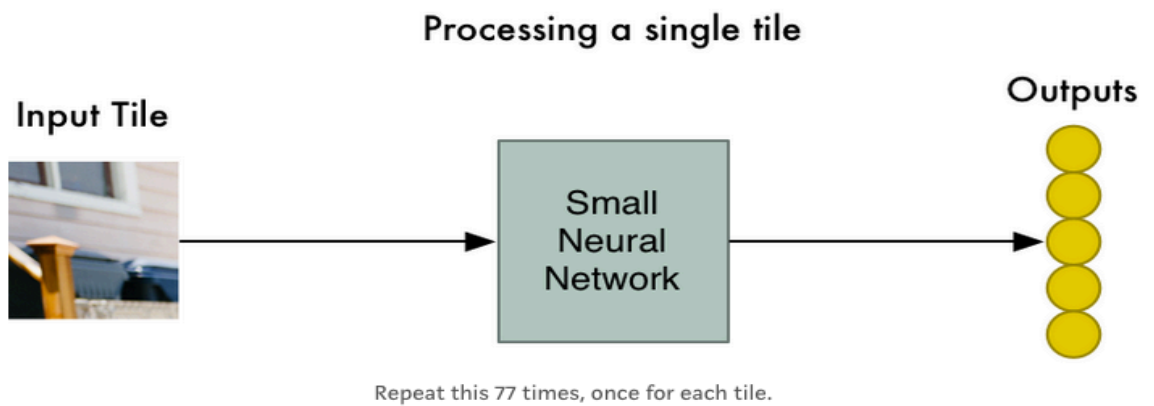 Processing a single tile
Input Tile
Outputs
Small
Neural
Network
Repeat this 77 times, once for each tile.